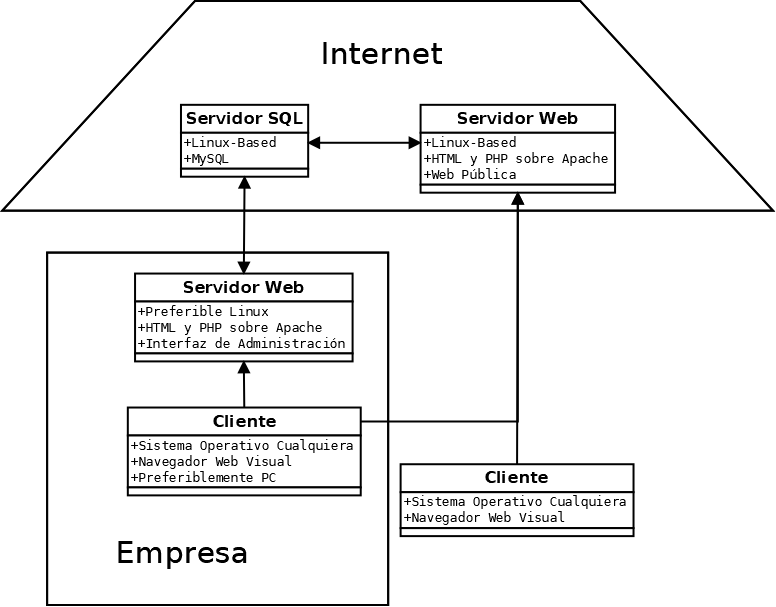 Internet
Servidor SQL
+Linux-Based
+MySQL
Servidor Web
+Linux-Based
+HTML y PHP sobre Apache
+Web Pública
Servidor Web
+Preferible Linux
+HTML y PHP sobre Apache
+Interfaz de Administración
Cliente
+Sistema Operativo Cualquiera
+Navegador Web Visual
+Preferiblemente PC
Cliente
+Sistema Operativo Cualquiera
+Navegador Web Visual
Empresa